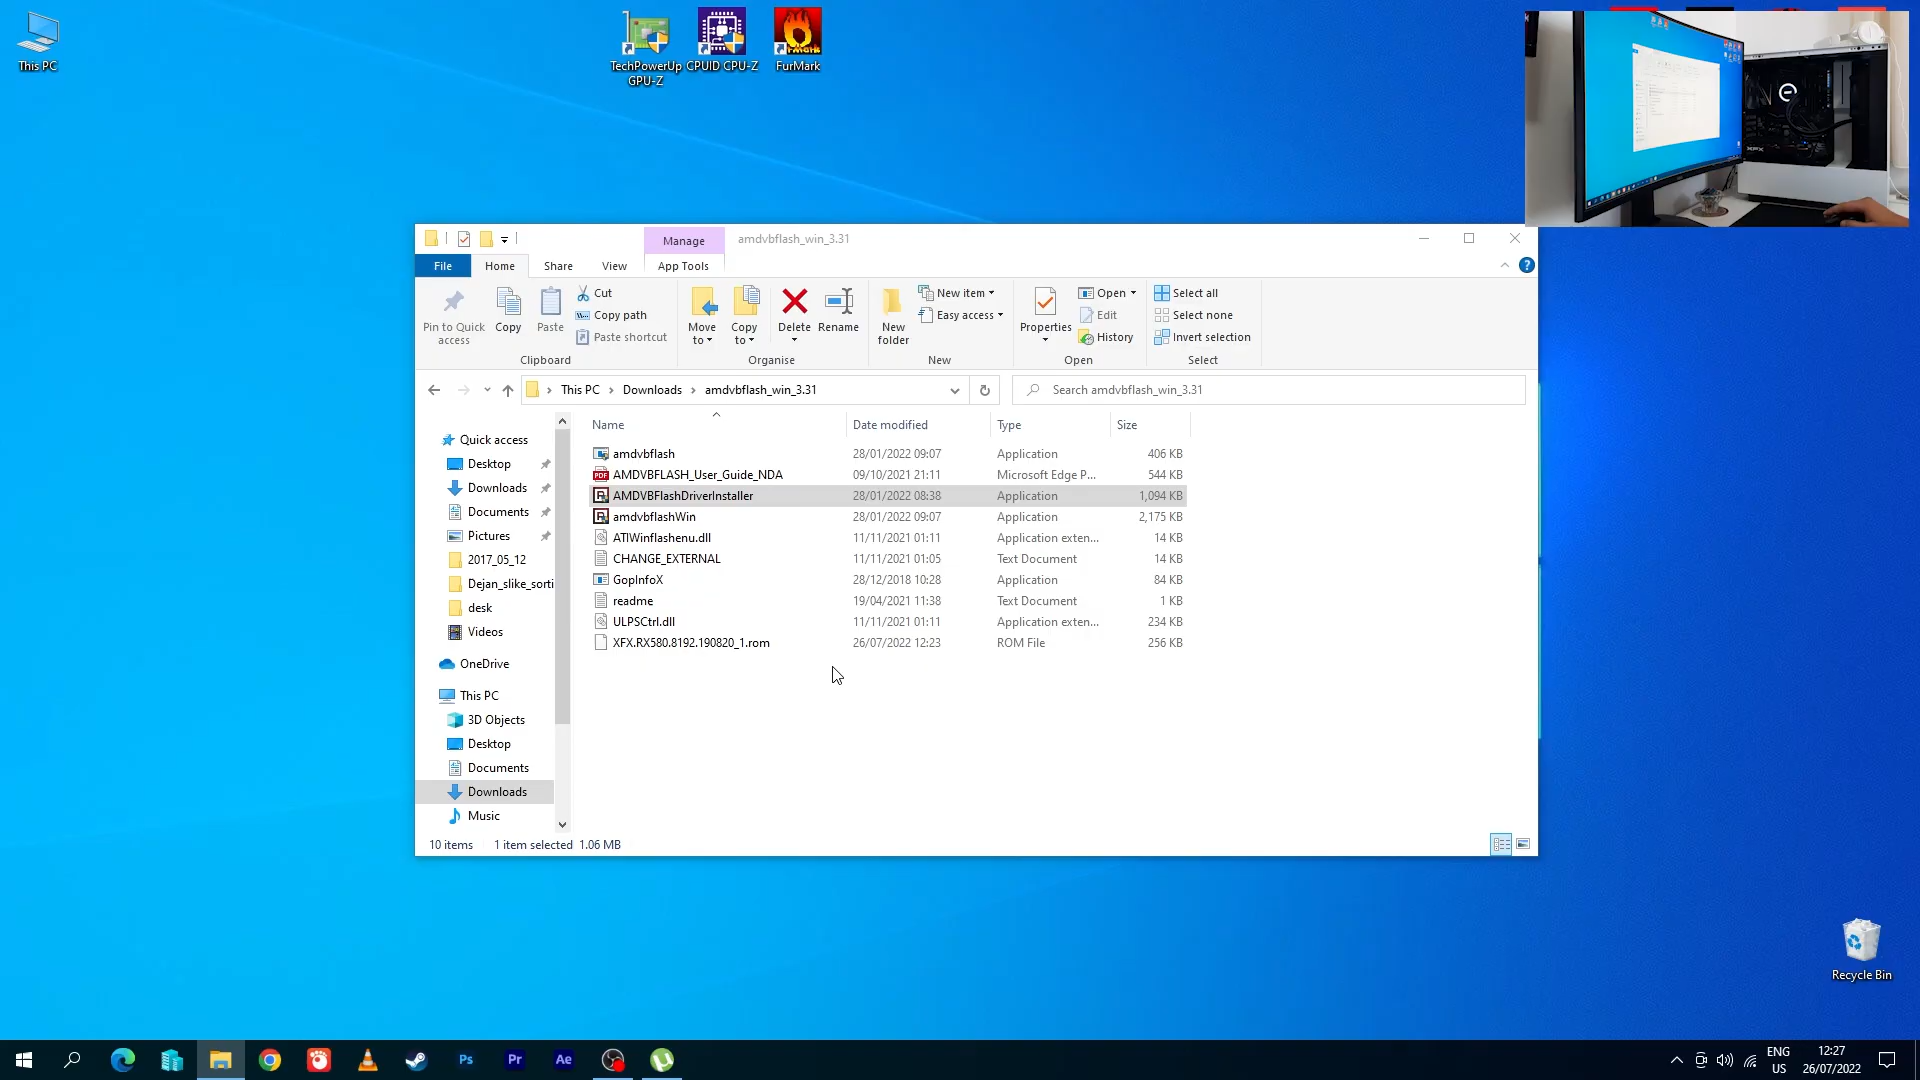 This PC
TechPowerUp
GPU-Z
CPUID CPU-Z
FurMark
Manage
amdvbflash_win_3.31
File
Home
Share
View
App Tools
Pin to Quick
access
Copy
Paste
Cut
Copy path
Paste shortcut
Clipboard
Move
to
Copy
to
Delete
Rename
Organise
New
folder
New item
Easy access
New
Properties
Open
Edit
History
Open
Select all
Select none
Invert selection
Select
This PC > Downloads > amdvbflash_win_3.31
Search amdvbflash_win_3.31
Name Date modified Type Size
amdvbflash 28/01/2022 09:07 Application 406 KB
AMDVBFLASH_User_Guide_NDA 09/10/2021 21:11 Microsoft Edge P... 544 KB
AMDVBFlashDriverInstaller 28/01/2022 08:38 Application 1,094 KB
amdvbflashWin 28/01/2022 09:07 Application 2,175 KB
ATIWinflashenu.dll 11/11/2021 01:11 Application exten... 14 KB
CHANGE_EXTERNAL 11/11/2021 01:05 Text Document 14 KB
GopInfoX 28/12/2018 10:28 Application 84 KB
readme 19/04/2021 11:38 Text Document 1 KB
ULPSCtrl.dll 11/11/2021 01:11 Application exten... 234 KB
XFX.RX580.8192.190820_1.rom 26/07/2022 12:23 ROM File 256 KB
Quick access
Desktop
Downloads
Documents
Pictures
2017_05_12
Dejan_slike_sorti
desk
Videos
OneDrive
This PC
3D Objects
Desktop
Documents
Downloads
Music
10 items 1 item selected 1.06 MB
Recycle Bin
Ps
Pr
Ae
ENG
US
12:27
26/07/2022
XFX